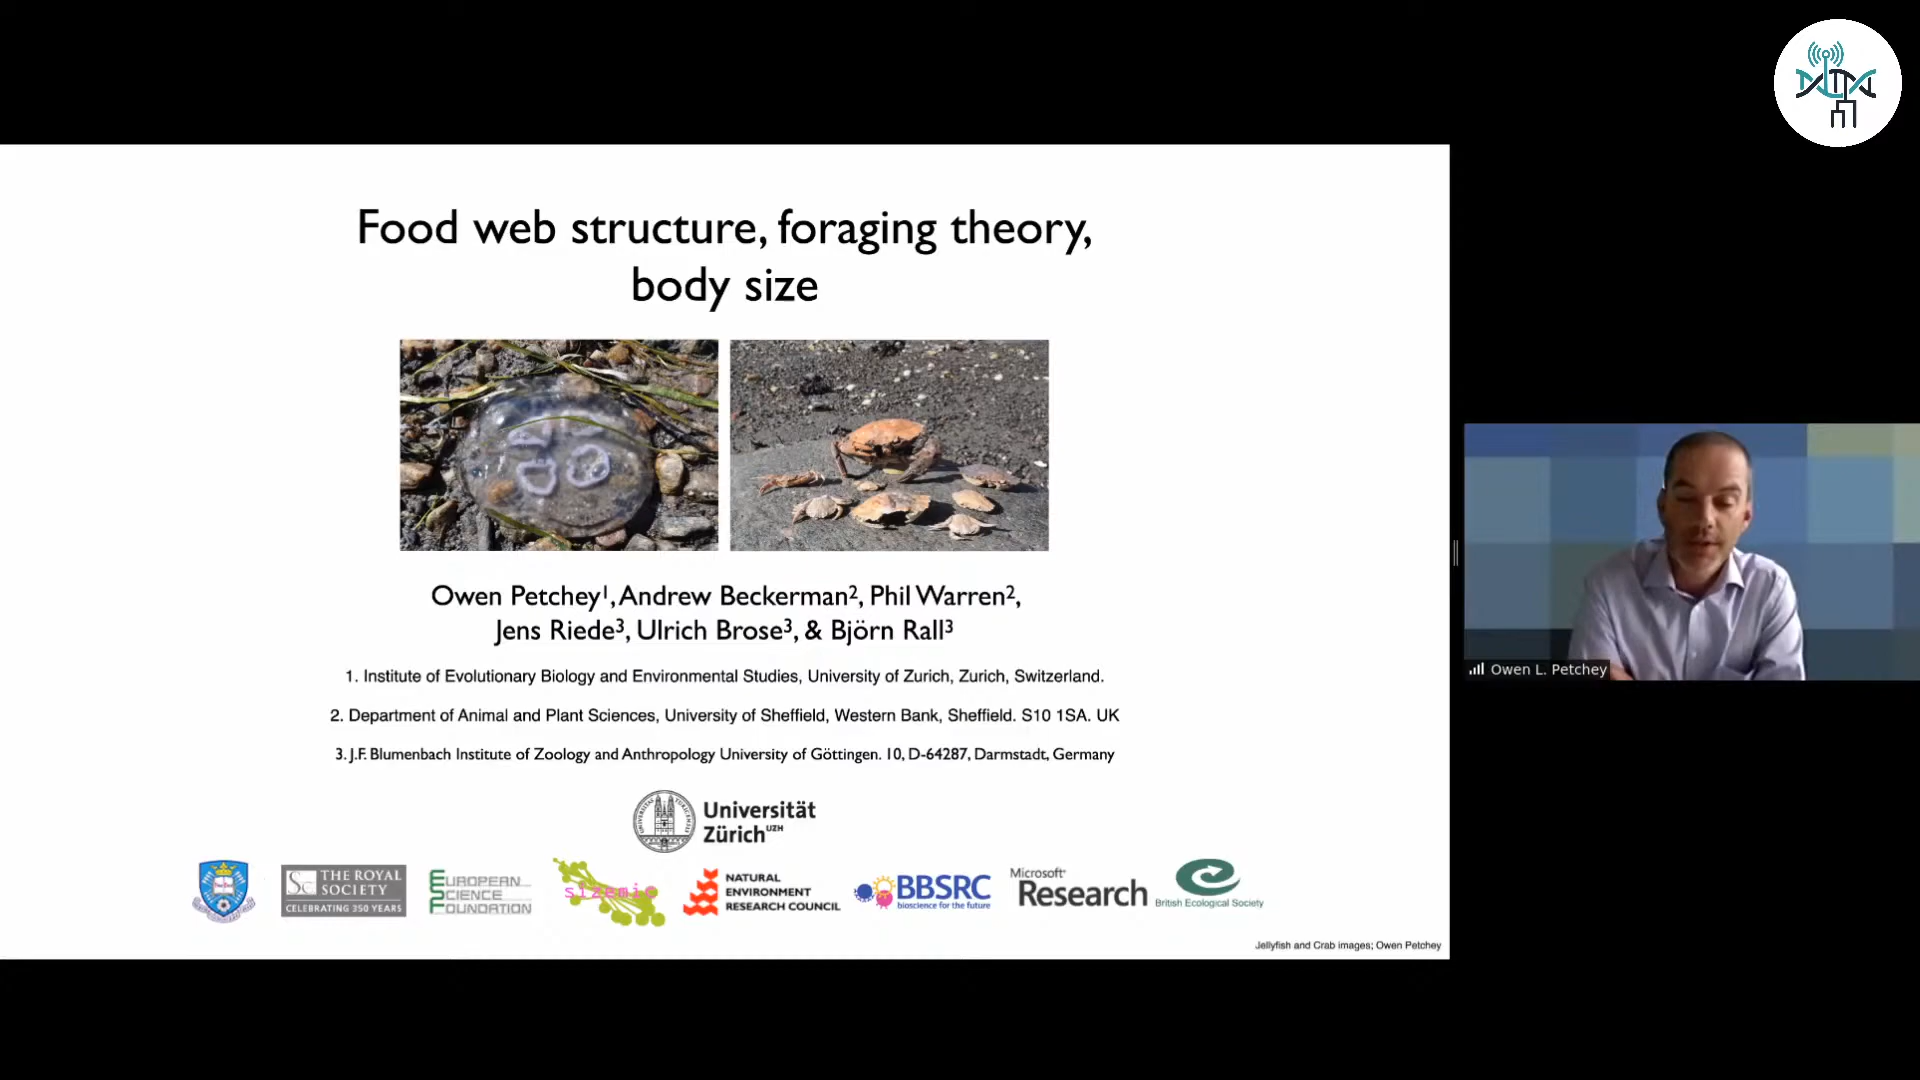 Food web structure, foraging theory,
body size
Owen Petchey¹, Andrew Beckerman², Phil Warren²,
Jens Riede³, Ulrich Brose³, & Björn Rall³
1. Institute of Evolutionary Biology and Environmental Studies, University of Zurich, Zurich, Switzerland.
2. Department of Animal and Plant Sciences, University of Sheffield, Western Bank, Sheffield. S10 1SA. UK
3. J.F. Blumenbach Institute of Zoology and Anthropology University of Göttingen. 10, D-64287, Darmstadt, Germany
Universität
Zürich UZH
THE ROYAL
SOCIETY
CELEBRATING 350 YEARS
EUROPEAN
SCIENCE
FOUNDATION
sizemic
NATURAL
ENVIRONMENT
RESEARCH COUNCIL
BBSRC
bioscience for the future
Microsoft
Research
British Ecological Society
Jellyfish and Crab images; Owen Petchey
Owen L. Petchey